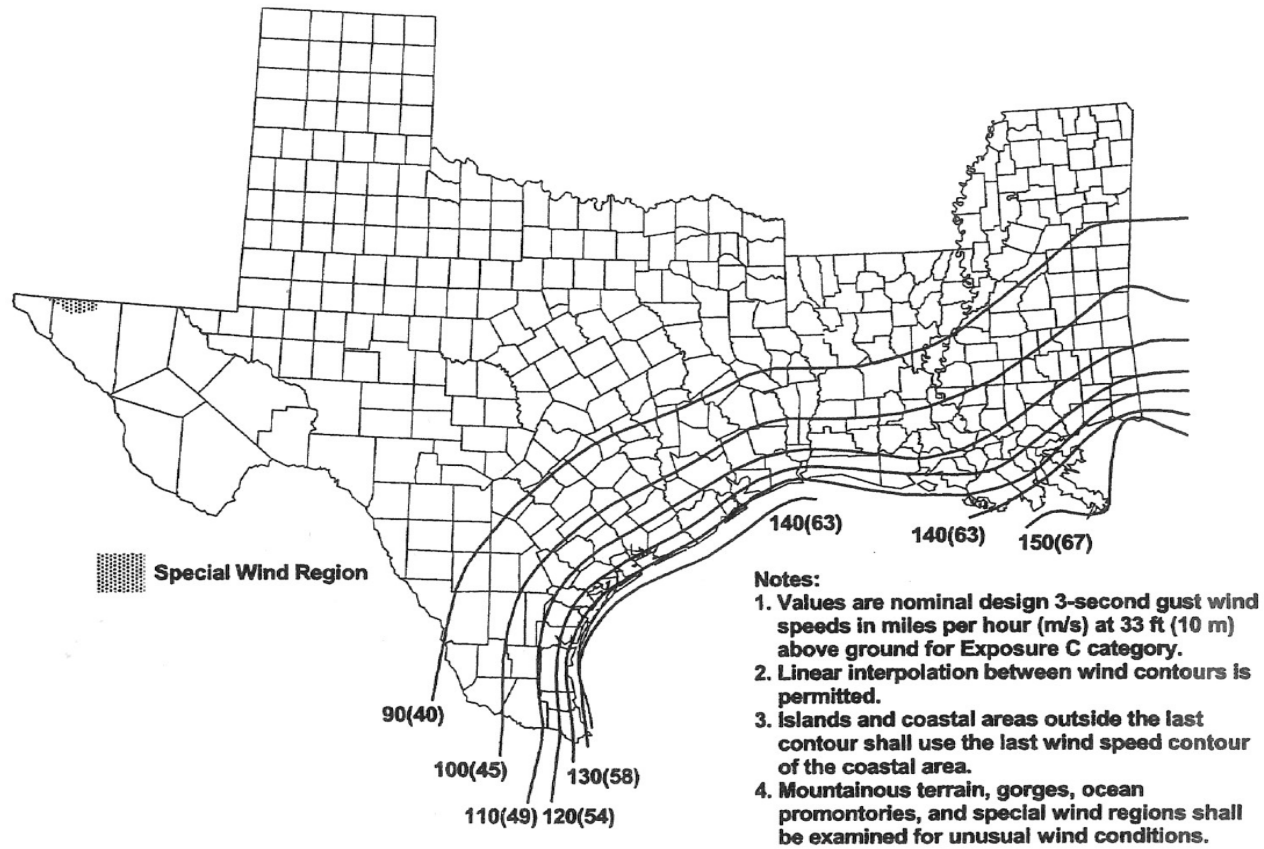 140(63)
140(63)
150(67)
Special Wind Region
90(40)
100(45)
130(58)
110(49)
120(54)
Notes:
1. Values are nominal design 3-second gust wind
speeds in miles per hour (m/s) at 33 ft (10 m)
above ground for Exposure C category.
2. Linear interpolation between wind contours is
permitted.
3. Islands and coastal areas outside the last
contour shall use the last wind speed contour
of the coastal area.
4. Mountainous terrain, gorges, ocean
promontories, and special wind regions shall
be examined for unusual wind conditions.